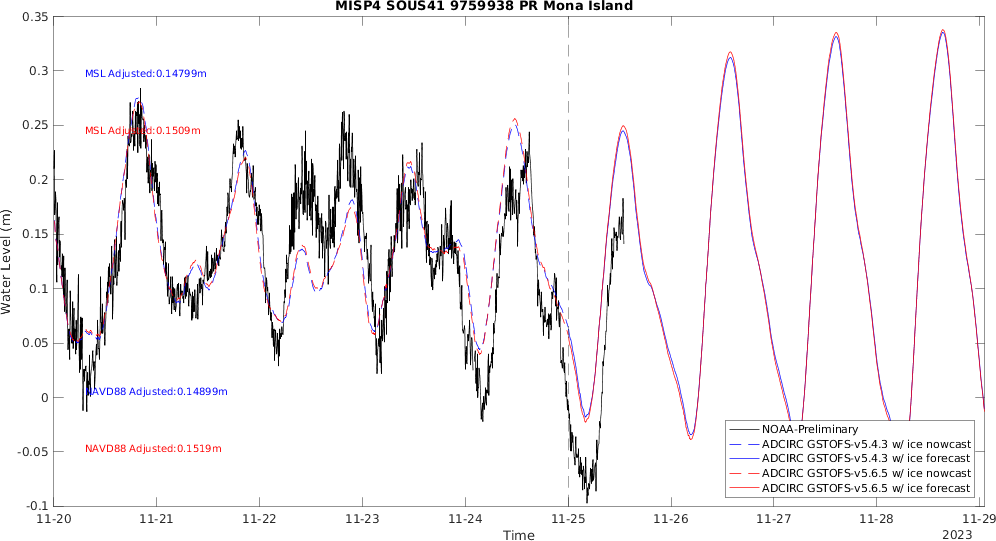 MISP4 SOUS41 9759938 PR Mona Island
0.35
0.3
0.25
0.2
0.15
0.1
0.05
0
-0.05
-0.1
Water Level (m)
MSL Adjusted:0.14799m
MSL Adjusted:0.1509m
NAVD88 Adjusted:0.14899m
NAVD88 Adjusted:0.1519m
NOAA-Preliminary
ADCIRC GSTOFS-v5.4.3 w/ ice nowcast
ADCIRC GSTOFS-v5.4.3 w/ ice forecast
ADCIRC GSTOFS-v5.6.5 w/ ice nowcast
ADCIRC GSTOFS-v5.6.5 w/ ice forecast
11-20 11-21 11-22 11-23 11-24 11-25 11-26 11-27 11-28 11-29
Time
2023